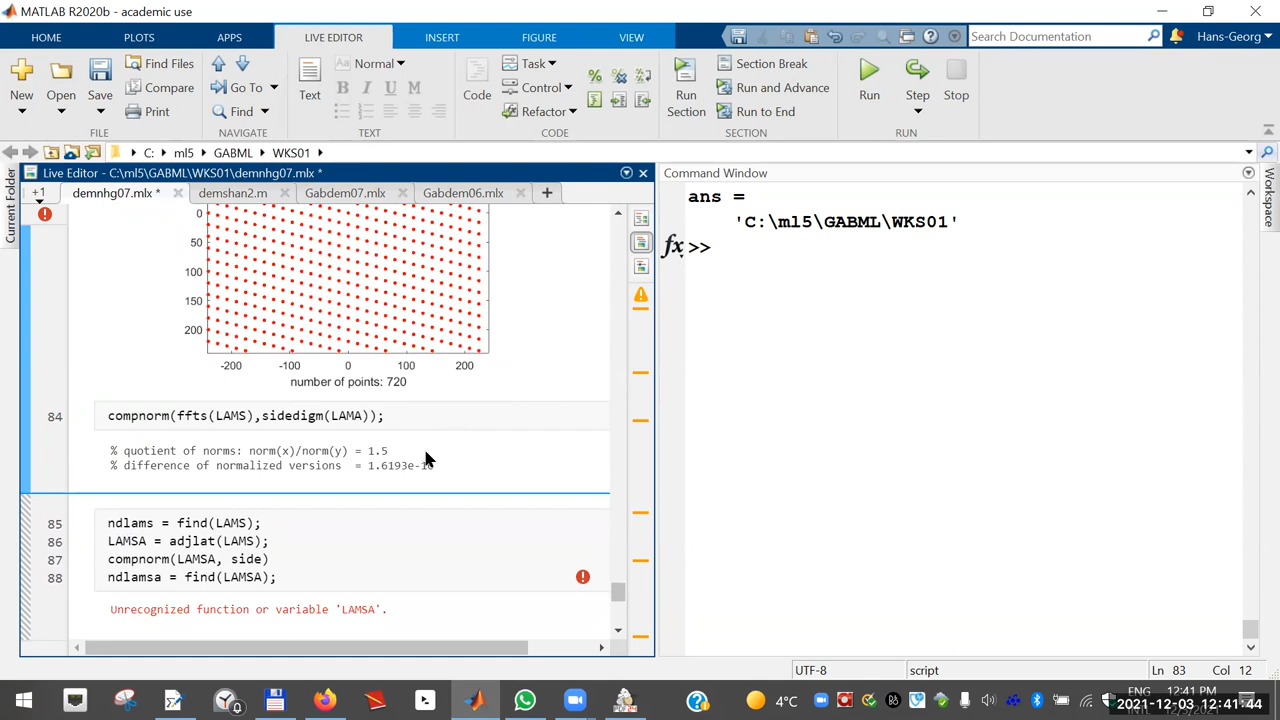 MATLAB R2020b - academic use
HOME PLOTS APPS LIVE EDITOR INSERT FIGURE VIEW Search Documentation Hans-Georg
New Open Save Find Files Compare Print
Go To Find
Text Aa Normal B I U M
Code Task Control Refactor
Run Section Section Break Run and Advance Run to End
Run Step Stop
FILE NAVIGATE TEXT CODE SECTION RUN
C: ml5 GABML WKS01
Current Folder
Live Editor - C:\ml5\GABML\WKS01\demnhg07.mlx *
+1 demnhg07.mlx * demshan2.m Gabdem07.mlx Gabdem06.mlx
0
50
100
150
200
-200 -100 0 100 200
number of points: 720
84 compnorm(ffts(LAMS),sidedigm(LAMA));
% quotient of norms: norm(x)/norm(y) = 1.5
% difference of normalized versions = 1.6193e-1
85 ndlams = find(LAMS);
86 LAMSA = adjlat(LAMS);
87 compnorm(LAMSA, side)
88 ndlamsa = find(LAMSA);
Unrecognized function or variable 'LAMSA'.
Command Window
ans =
'C:\ml5\GABML\WKS01'
fx >>
Workspace
UTF-8 script Ln 83 Col 12
4°C ENG 12:41 PM
2021-12-03 12:41:44